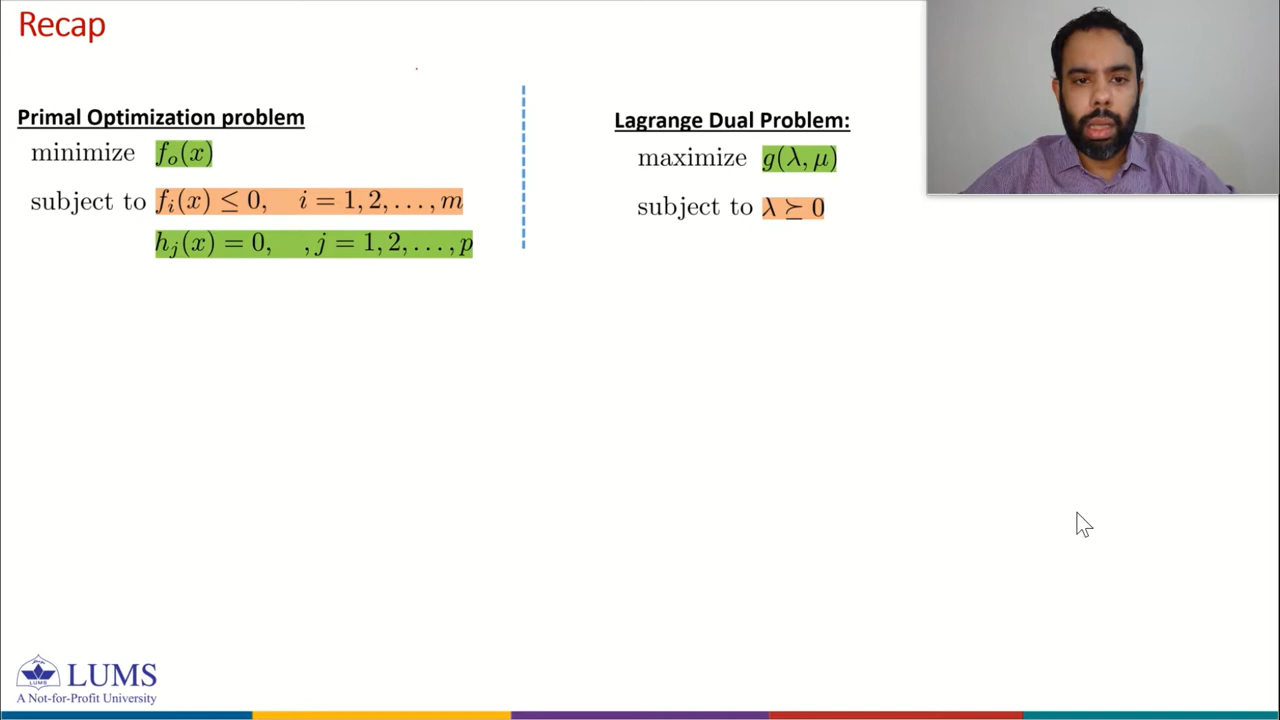 Recap
Primal Optimization problem
minimize f_o(x)
subject to f_i(x) ≤ 0, i = 1, 2, . . . , m
h_j(x) = 0, , j = 1, 2, . . . , p
Lagrange Dual Problem:
maximize g(λ, μ)
subject to λ ⪰ 0
LUMS
LUMS
A Not-for-Profit University